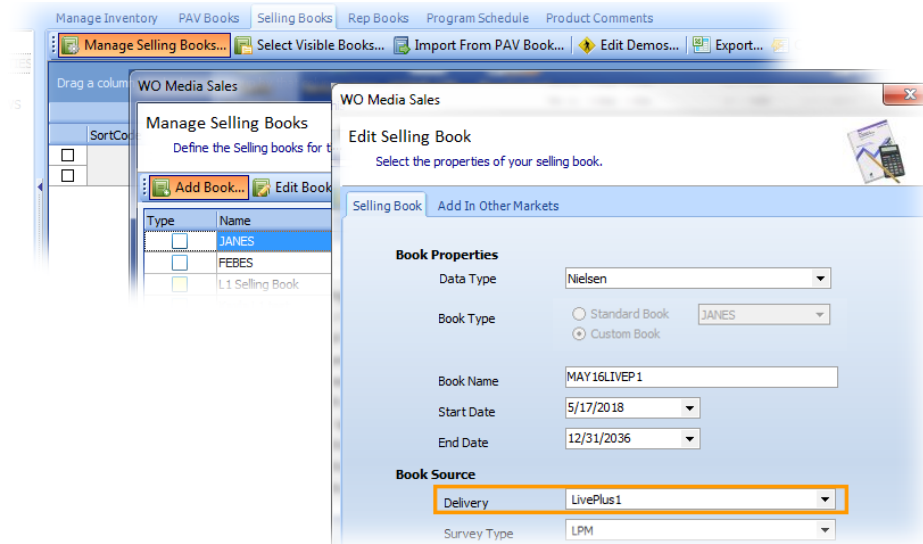 Manage Inventory PAV Books Selling Books Rep Books Program Schedule Product Comments
Manage Selling Books... Select Visible Books... Import From PAV Book... Edit Demos... Export...
Drag a colum
SortCo
WO Media Sales
Manage Selling Books
Define the Selling books for t
Add Book... Edit Book
Type Name
JANES
FEBES
L1 Selling Book
WO Media Sales
Edit Selling Book
Select the properties of your selling book.
Selling Book Add In Other Markets
Book Properties
Data Type Nielsen
Book Type Standard Book JANES
Custom Book
Book Name MAY16LIVEP1
Start Date 5/17/2018
End Date 12/31/2036
Book Source
Delivery LivePlus1
Survey Type LPM